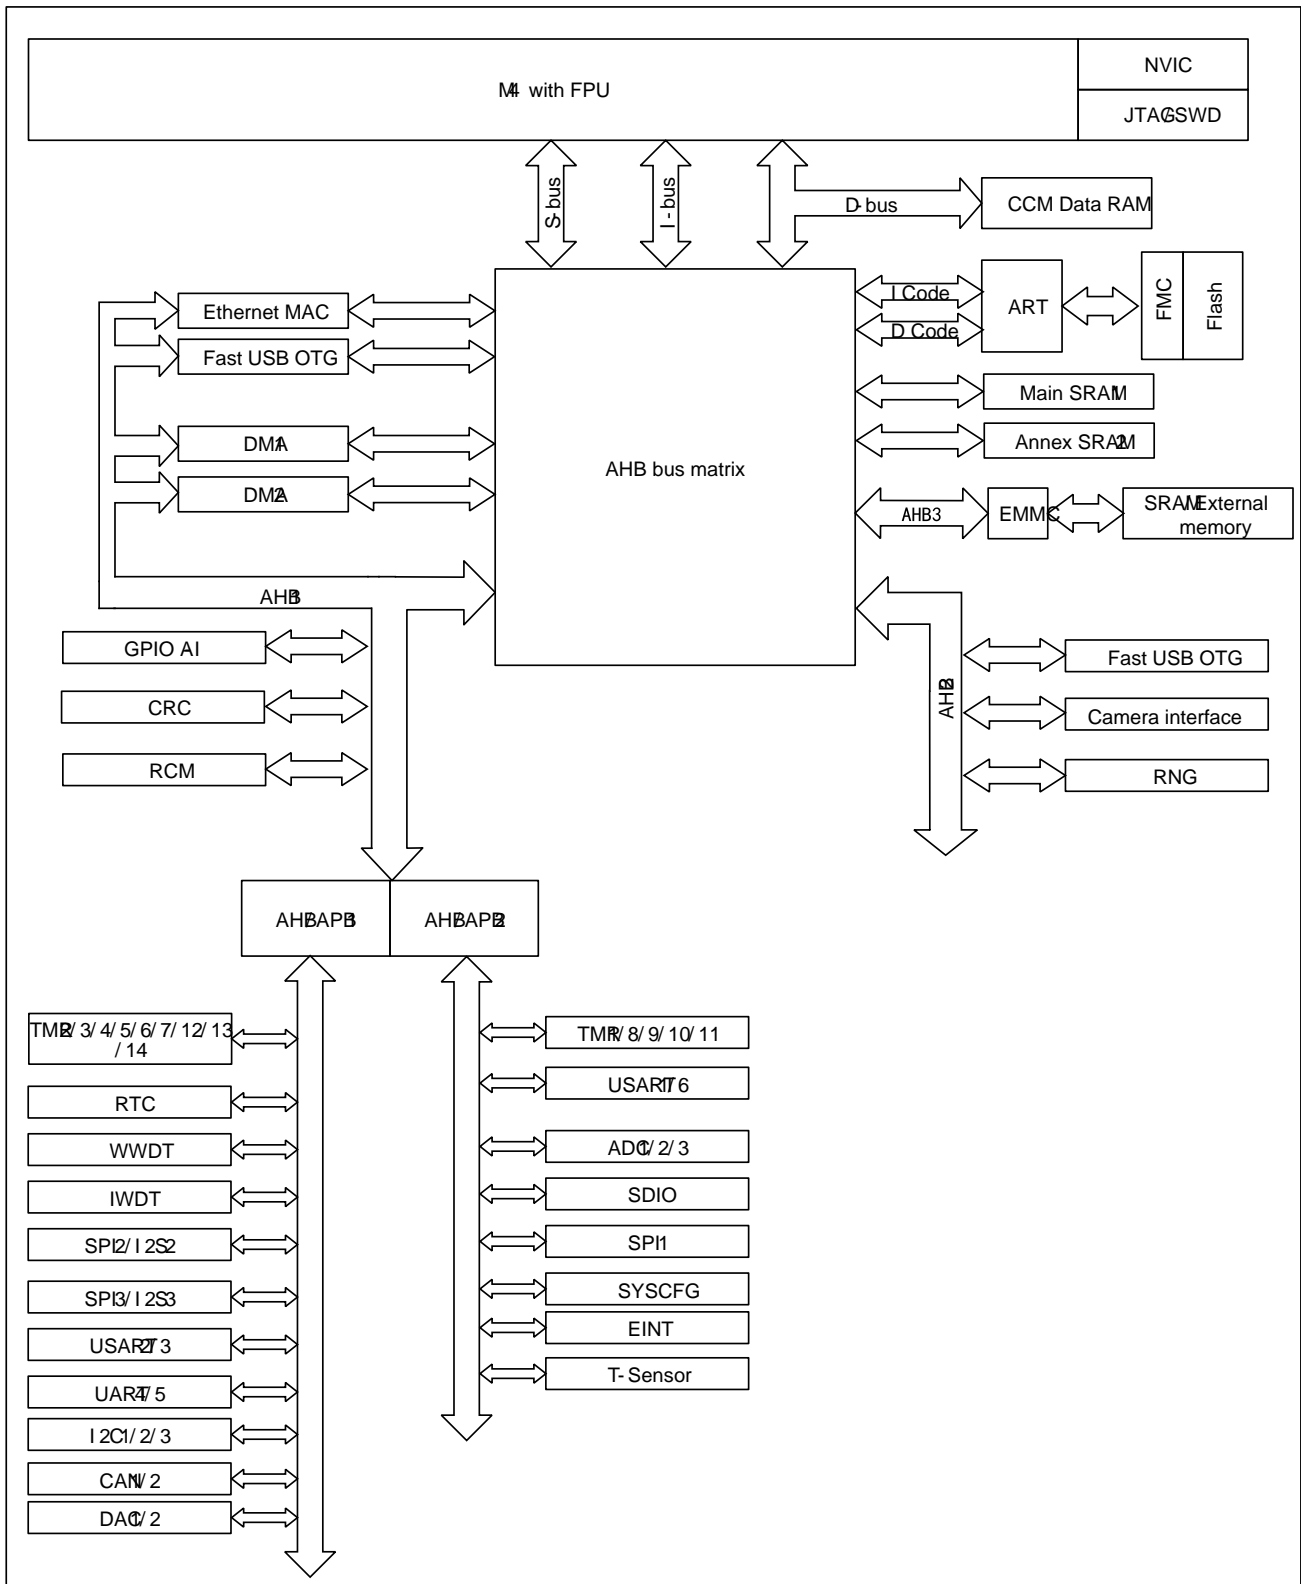 M4 with FPU
NVIC
JTAG/SWD
S-bus
I-bus
D-bus
CCM Data RAM
Ethernet MAC
I Code
ART
FMC
Flash
D Code
Fast USB OTG
Main SRAM1
DMA1
Annex SRAM2
AHB bus matrix
DMA2
AHB3
EMMC
SRAM/External
memory
AHB1
GPIO A~I
Fast USB OTG
AHB2
CRC
Camera interface
RCM
RNG
AHB/APB1
AHB/APB2
TMR2/3/4/5/6/7/12/13
/14
TMR1/8/9/10/11
RTC
USART1/6
WWDT
ADC1/2/3
IWDT
SDIO
SPI2/I2S2
SPI1
SPI3/I2S3
SYSCFG
USART2/3
EINT
UART4/5
T-Sensor
I2C1/2/3
CAN1/2
DAC1/2